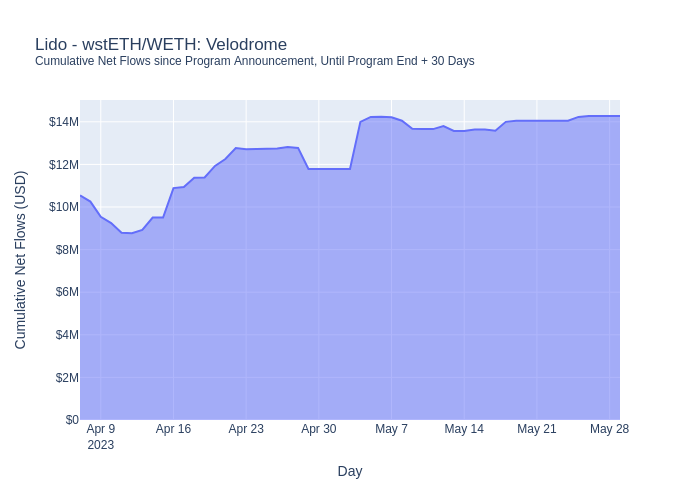 Lido - wstETH/WETH: Velodrome
Cumulative Net Flows since Program Announcement, Until Program End + 30 Days
Cumulative Net Flows (USD)
$14M
$12M
$10M
$8M
$6M
$4M
$2M
$0
Apr 9 Apr 16 Apr 23 Apr 30 May 7 May 14 May 21 May 28
2023
Day